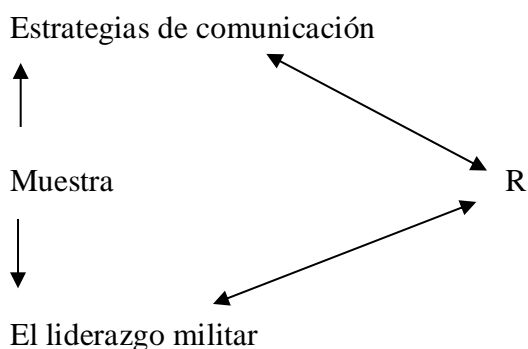 Estrategias de comunicación
Muestra
R
El liderazgo militar